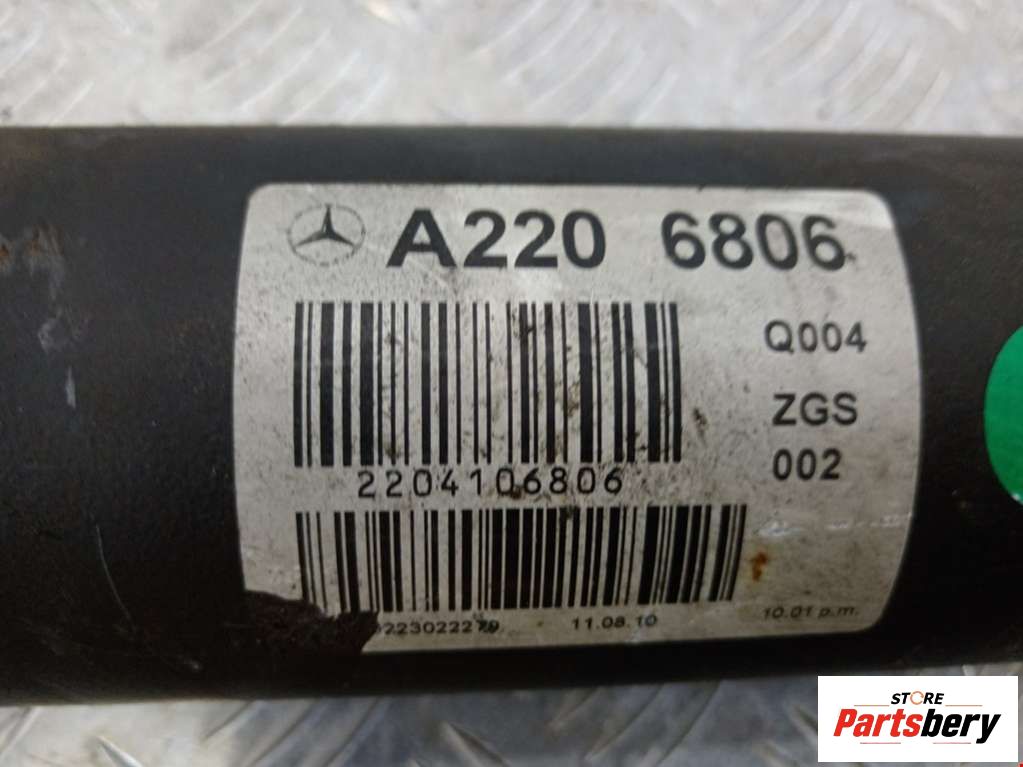 A220 6806
Q004
ZGS
002
2204106806
11.08.10
10.01 p.m.
STORE
Partsbery